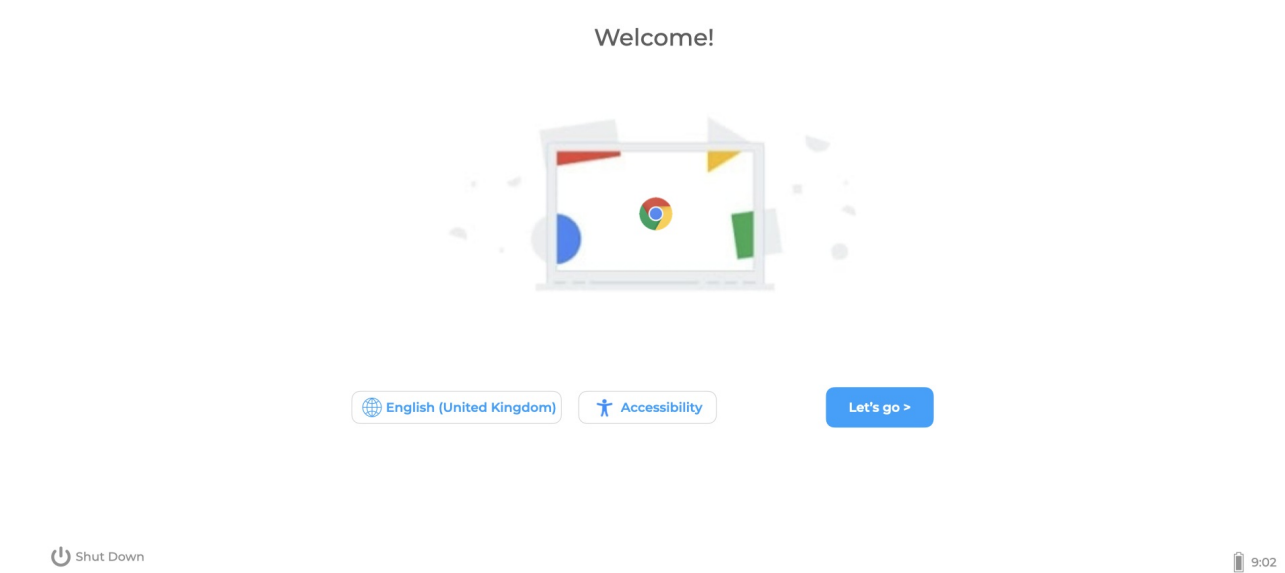 Welcome!
English (United Kingdom)
Accessibility
Let's go >
Shut Down
9:02